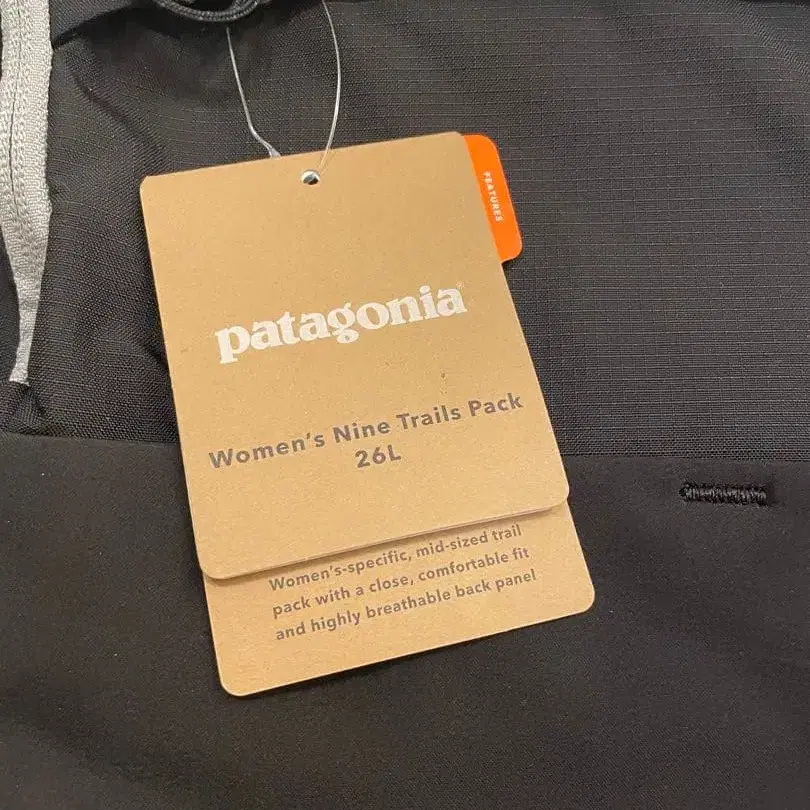 FEATURES
patagonia®
Women's Nine Trails Pack
26L
Women's-specific, mid-sized trail
pack with a close, comfortable fit
and highly breathable back panel